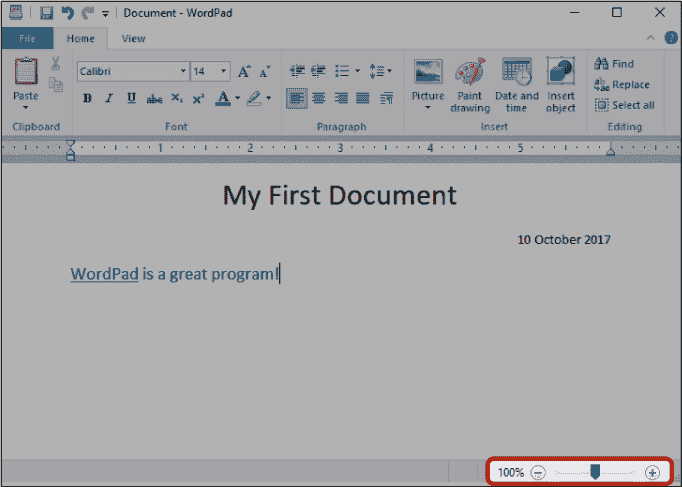 Document - WordPad
File Home View
Calibri 14
Paste
B I U abc X₂ X² A
Picture Paint drawing Date and time Insert object
Find
Replace
Select all
Clipboard Font Paragraph Insert Editing
1 2 3 4 5
My First Document
10 October 2017
WordPad is a great program!
100%